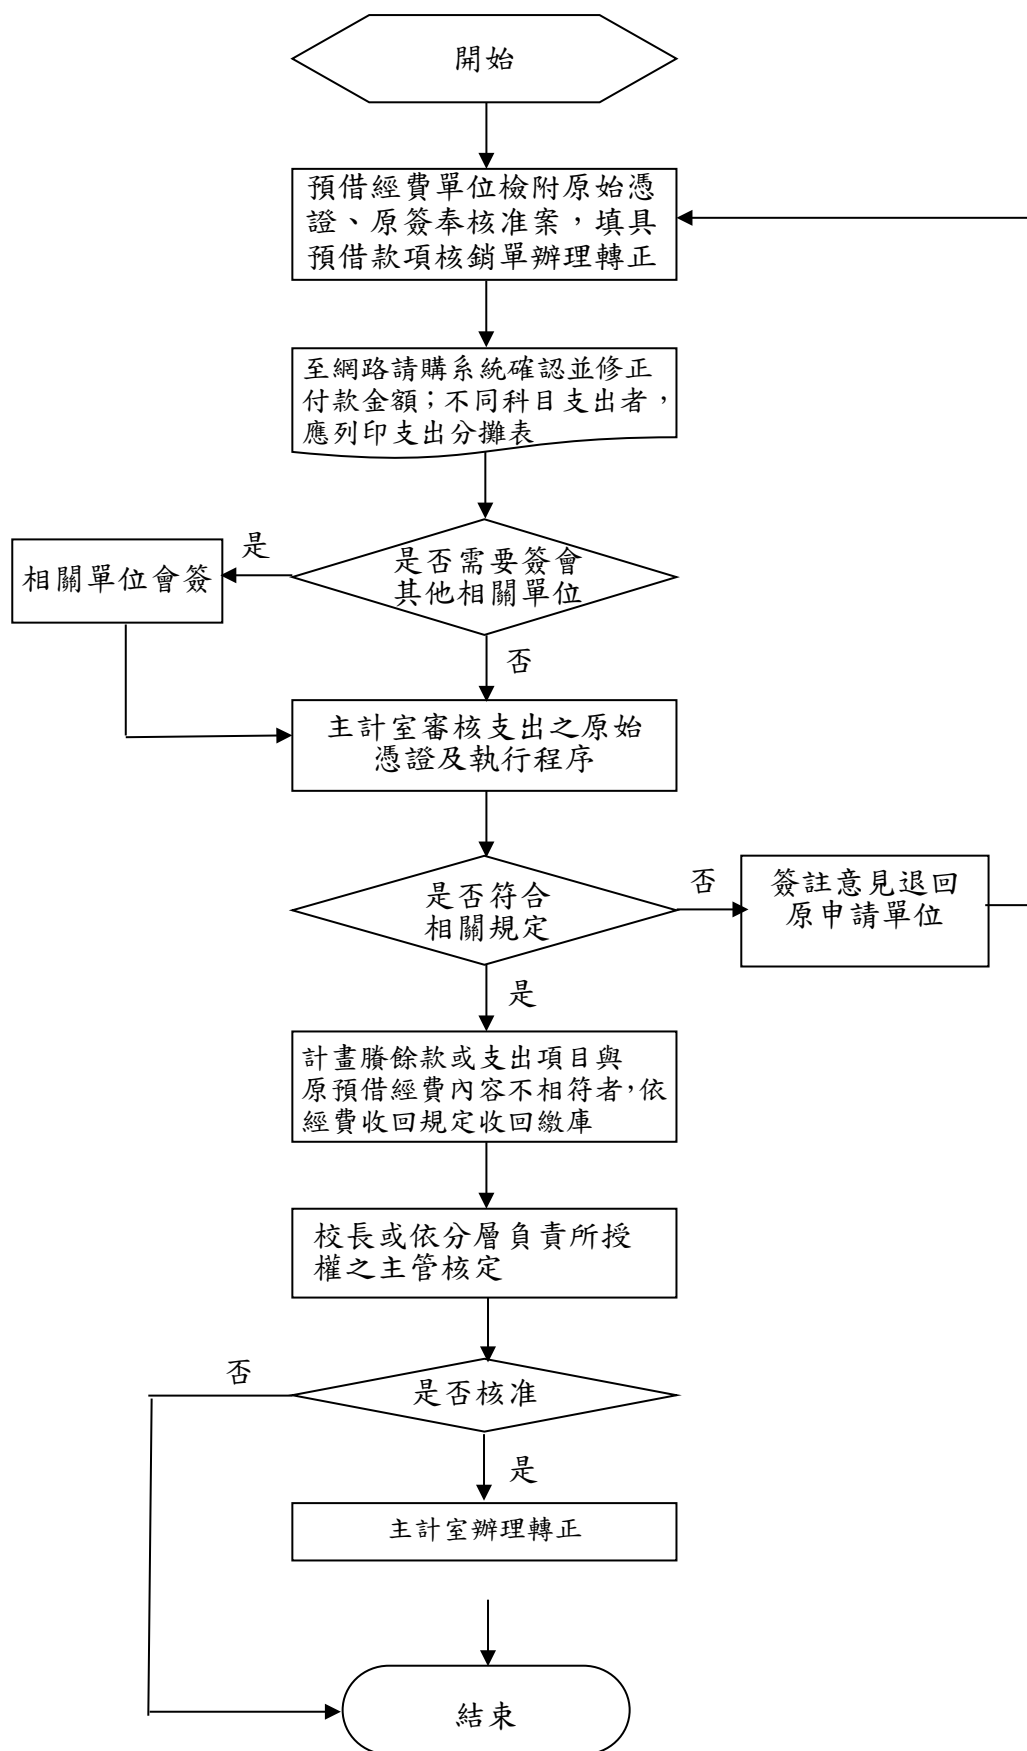 開始
預借經費單位檢附原始憑
證、原簽奉核准案，填具
預借款項核銷單辦理轉正
至網路請購系統確認並修正
付款金額；不同科目支出者，
應列印支出分攤表
是否需要簽會
其他相關單位
是
相關單位會簽
否
主計室審核支出之原始
憑證及執行程序
是否符合
相關規定
否
簽註意見退回
原申請單位
是
計畫賸餘款或支出項目與
原預借經費內容不相符者，依
經費收回規定收回繳庫
校長或依分層負責所授
權之主管核定
是否核准
否
是
主計室辦理轉正
結束